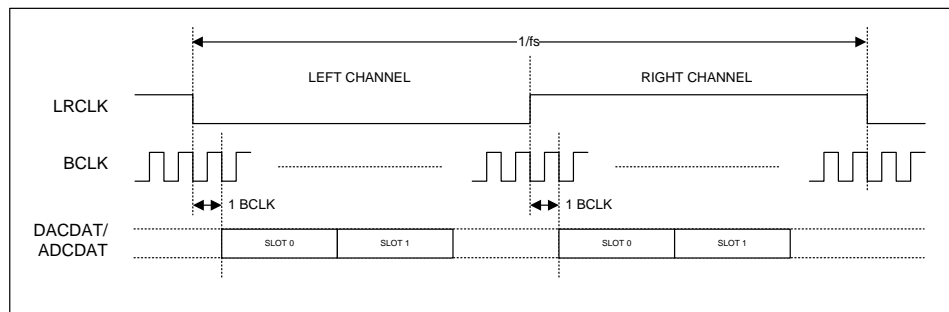 1/fs
LEFT CHANNEL
RIGHT CHANNEL
LRCLK
BCLK
1 BCLK
1 BCLK
DACDAT/
ADCDAT
SLOT 0
SLOT 1
SLOT 0
SLOT 1